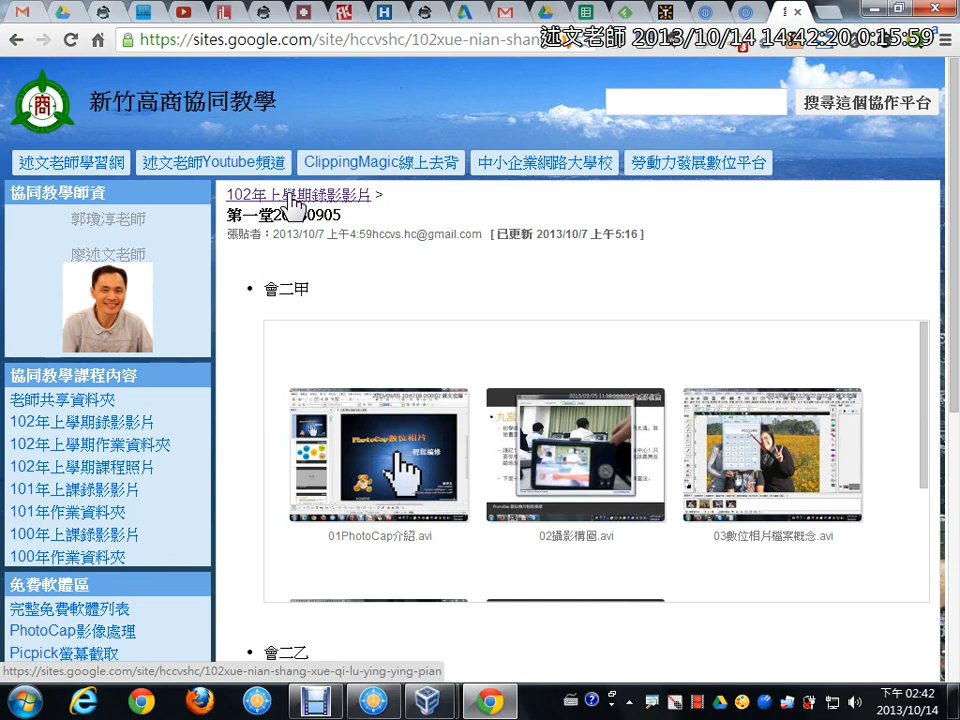 https://sites.google.com/site/hccvshc/102xue-nian-shan
述文老師 2013/10/14 14:42:20 0:15:59
新竹高商協同教學
搜尋這個協作平台
述文老師學習網
述文老師Youtube頻道
ClippingMagic線上去背
中小企業網路大學校
勞動力發展數位平台
協同教學師資
郭瓊淳老師
廖述文老師
協同教學課程內容
老師共享資料夾
102年上學期錄影影片
102年上學期作業資料夾
102年上學期課程照片
101年上課錄影影片
101年作業資料夾
100年上課錄影影片
100年作業資料夾
免費軟體區
完整免費軟體列表
PhotoCap影像處理
Picpick螢幕截取
102年上學期錄影影片 >
第一堂20130905
張貼者：2013/10/7 上午4:59hccvs.hc@gmail.com [ 已更新 2013/10/7 上午5:16 ]
• 會二甲
PhotoCap數位相片
輕鬆編修
01PhotoCap介紹.avi
02攝影構圖.avi
03數位相片檔案概念.avi
• 會二乙
https://sites.google.com/site/hccvshc/102xue-nian-shang-xue-qi-lu-ying-ying-pian
下午 02:42
2013/10/14